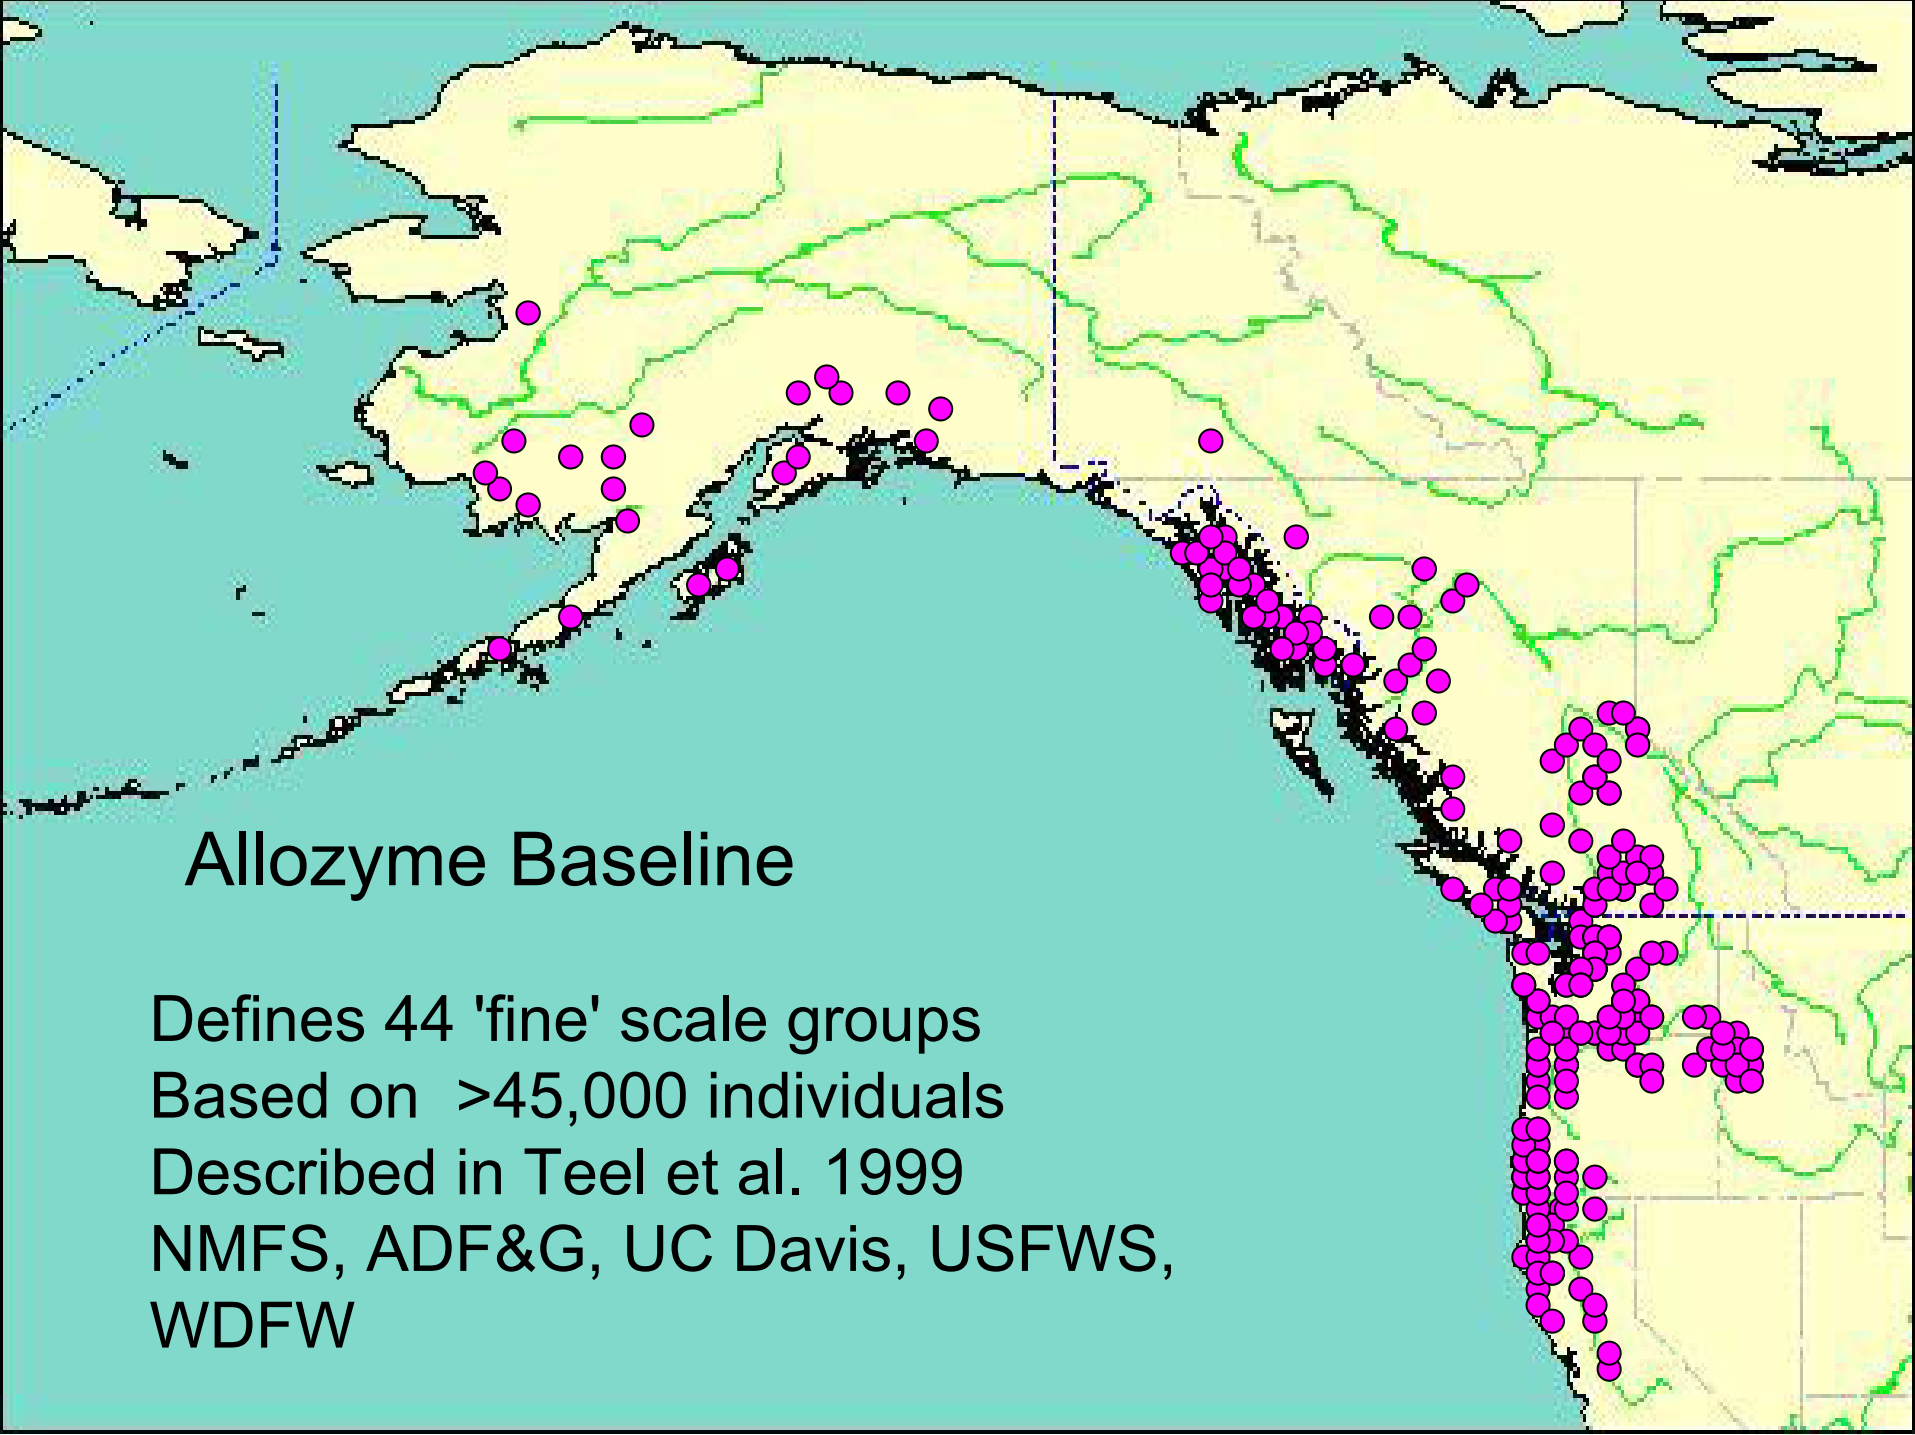 Allozyme Baseline
Defines 44 'fine' scale groups
Based on  >45,000 individuals
Described in Teel et al. 1999
NMFS, ADF&G, UC Davis, USFWS,
WDFW